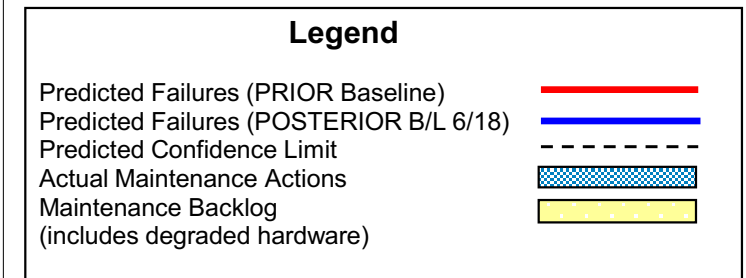 Legend
Predicted Failures (PRIOR Baseline)
Predicted Failures (POSTERIOR B/L 6/18)
Predicted Confidence Limit
Actual Maintenance Actions
Maintenance Backlog
(includes degraded hardware)